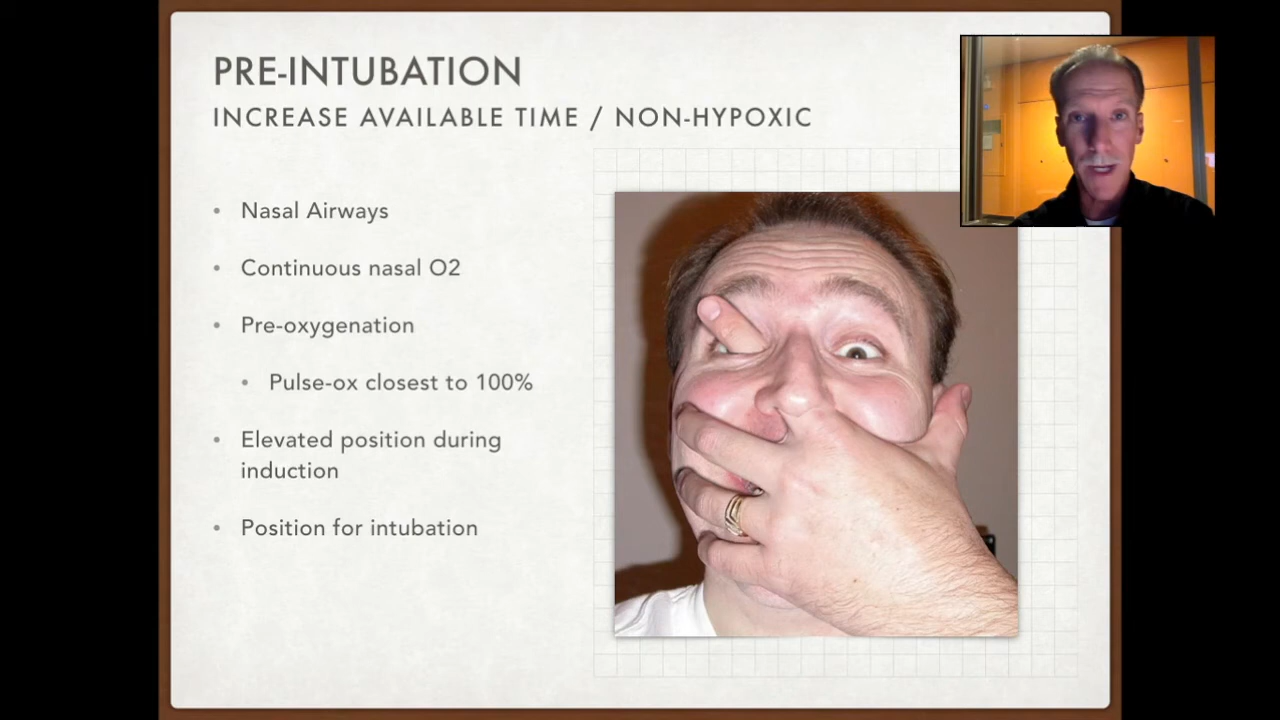 PRE-INTUBATION
INCREASE AVAILABLE TIME / NON-HYPOXIC
• Nasal Airways
• Continuous nasal O2
• Pre-oxygenation
• Pulse-ox closest to 100%
• Elevated position during
induction
• Position for intubation